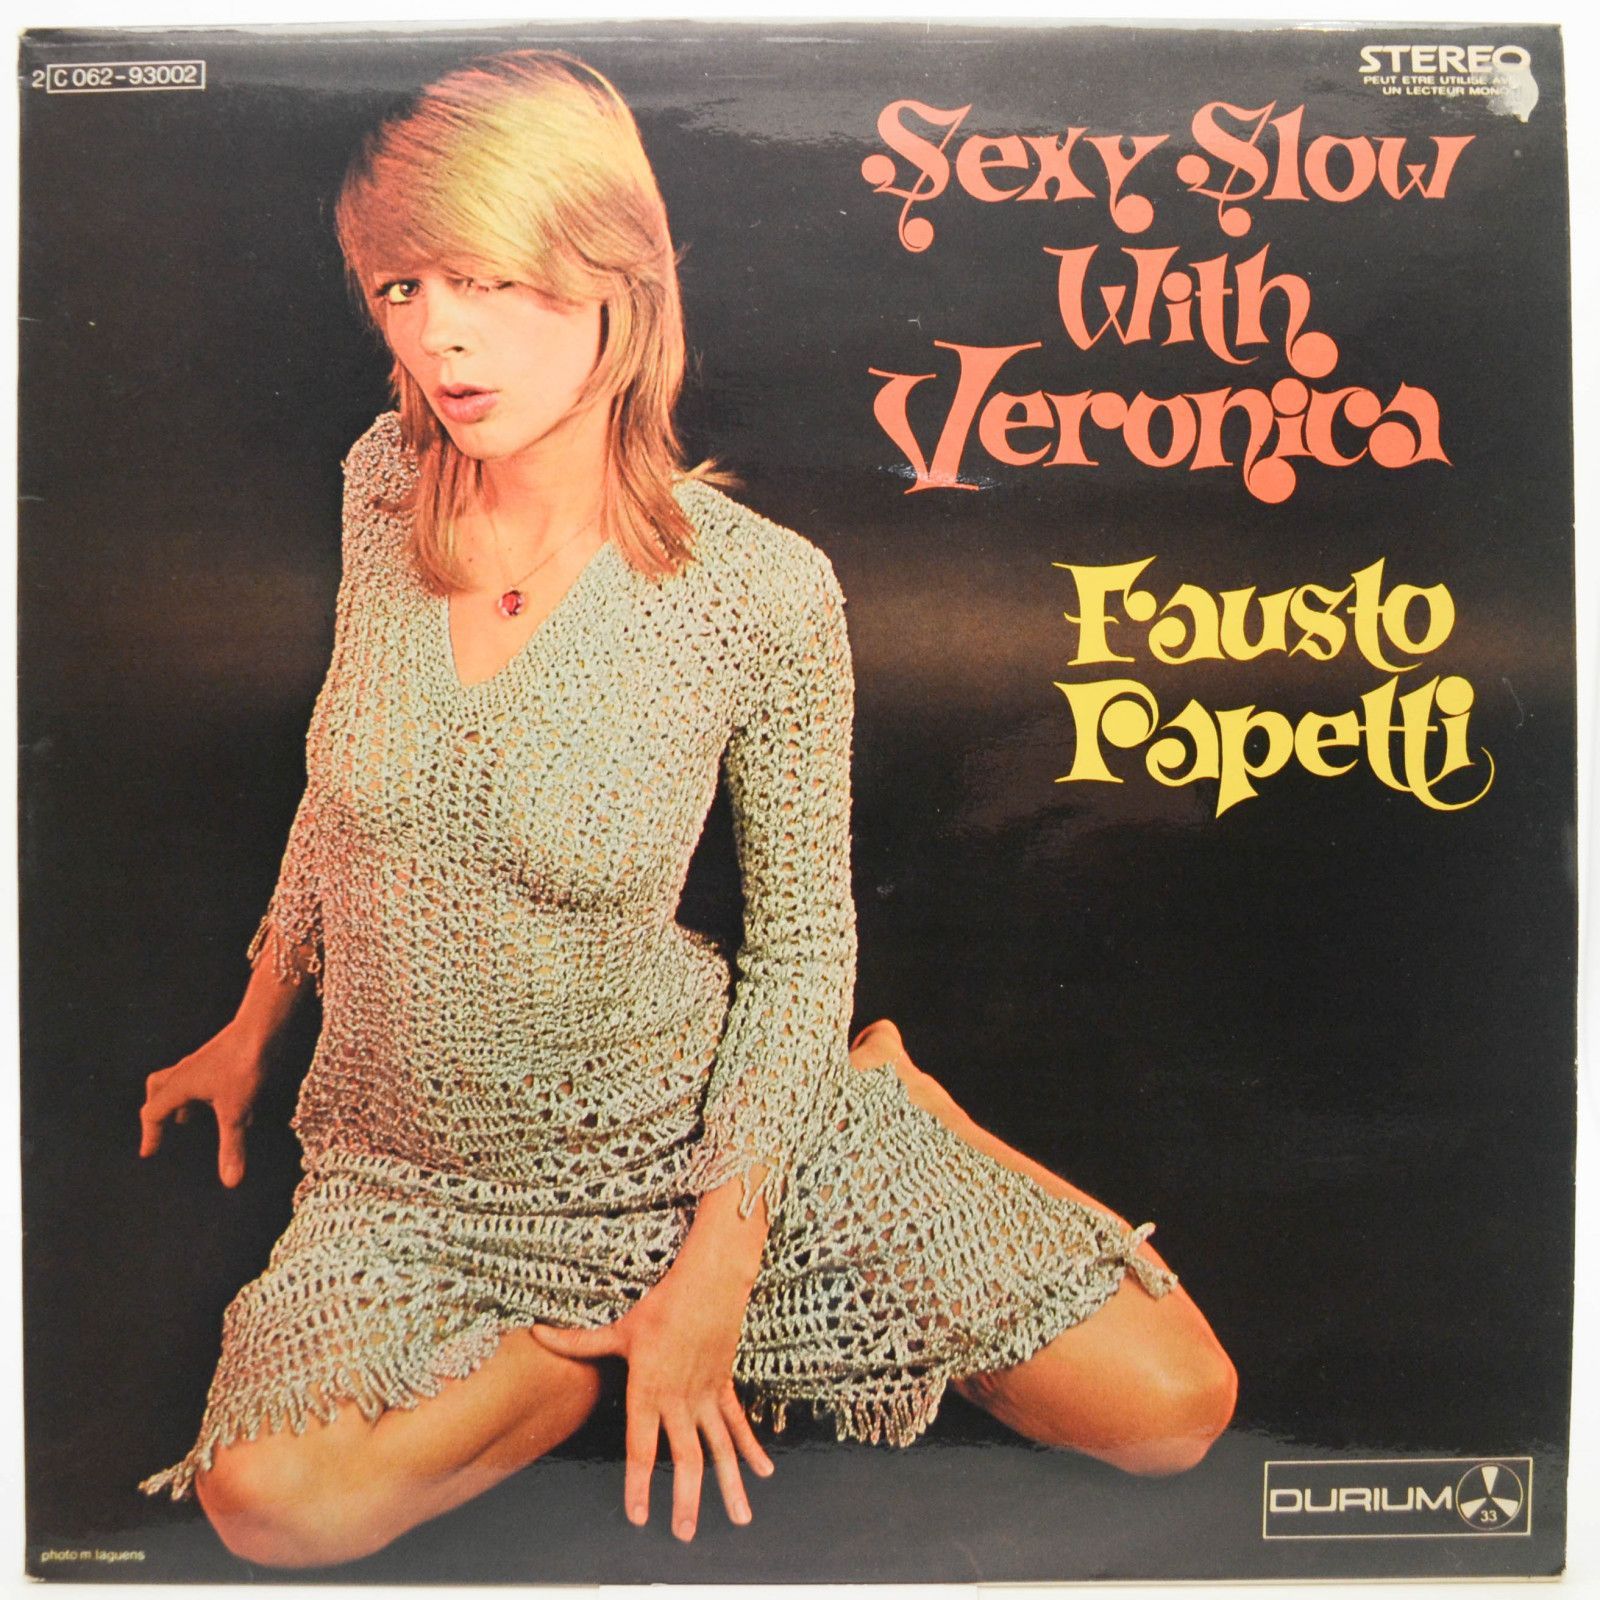 2 C 062-93002
STEREO
PEUT ETRE UTILISE
UN LECTEUR MONO
Sexy Slow
With
Veronica
Fausto
Papetti
DURIUM
33
photo m laguens